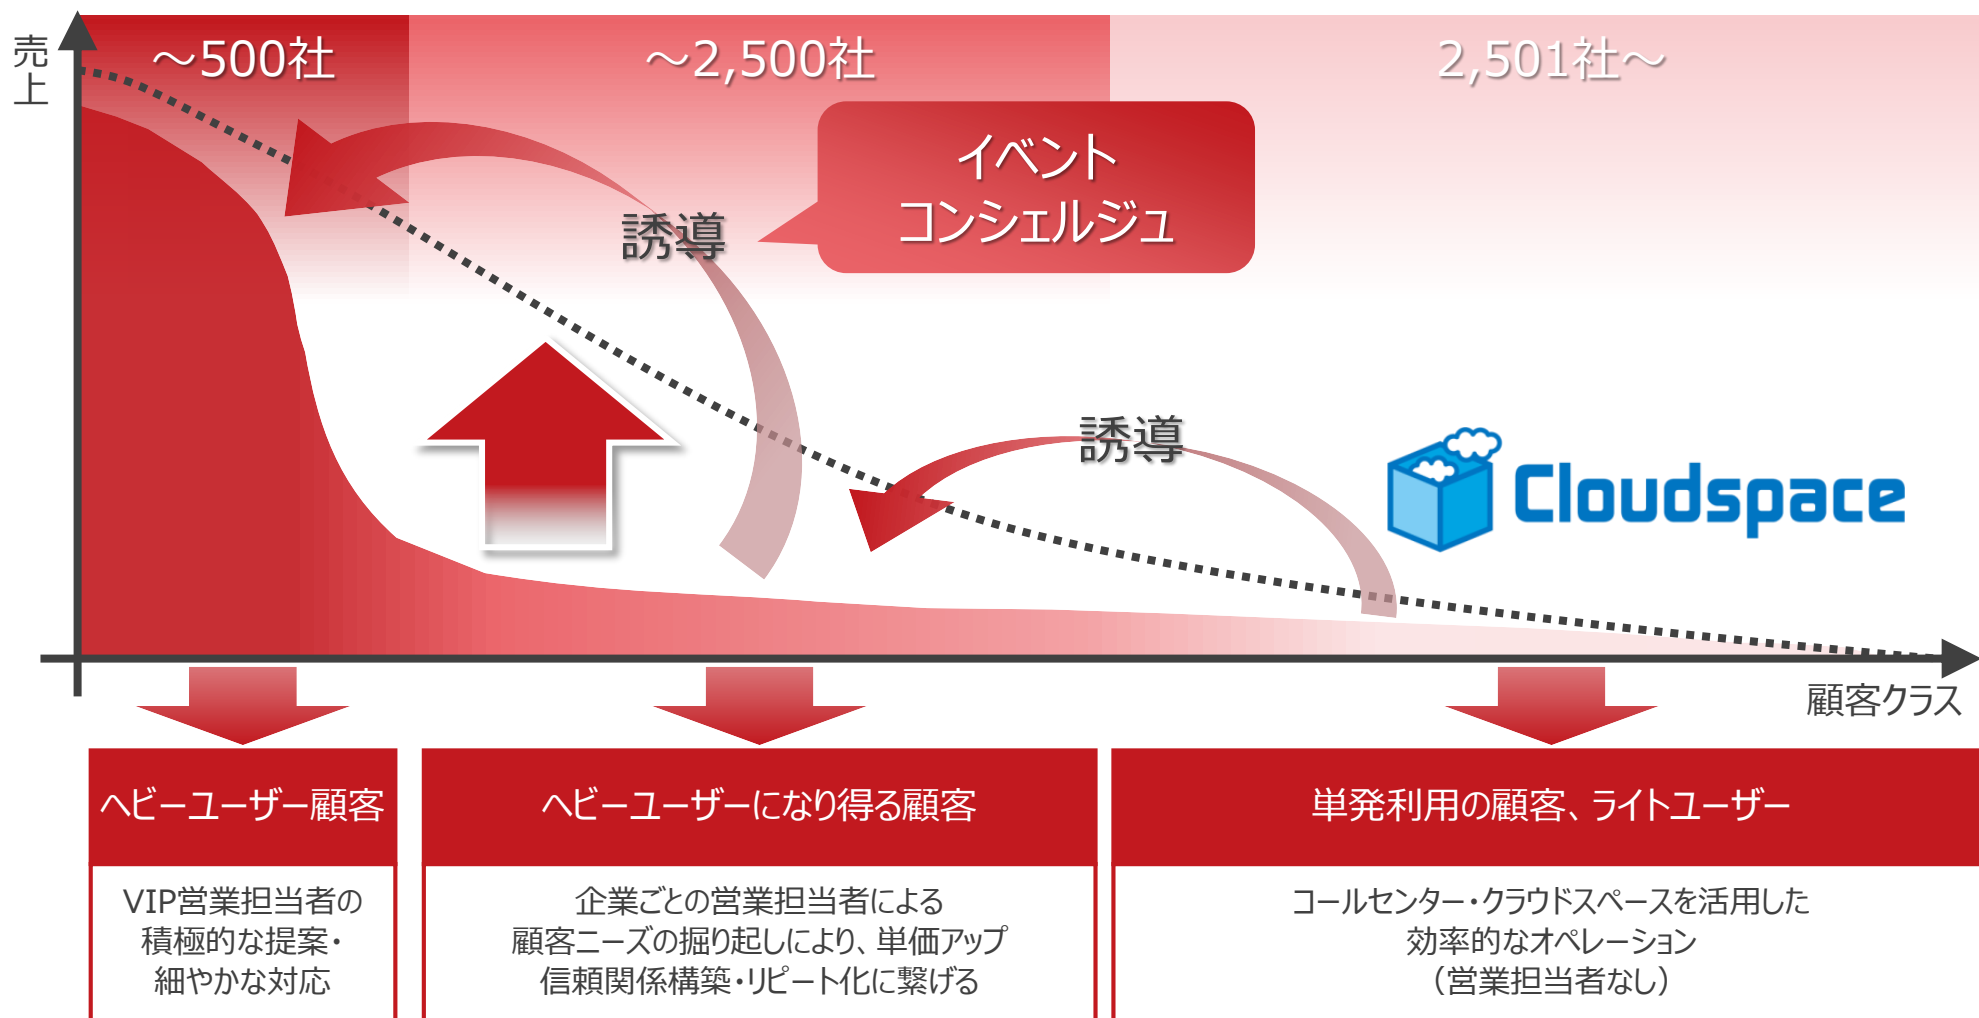 売上
～500社
～2,500社
2,501社～
イベント
コンシェルジュ
誘導
誘導
Cloudspace
顧客クラス
ヘビーユーザー顧客
VIP営業担当者の
積極的な提案・
細やかな対応
ヘビーユーザーになり得る顧客
企業ごとの営業担当者による
顧客ニーズの掘り起しにより、単価アップ
信頼関係構築・リピート化に繋げる
単発利用の顧客、ライトユーザー
コールセンター・クラウドスペースを活用した
効率的なオペレーション
（営業担当者なし）